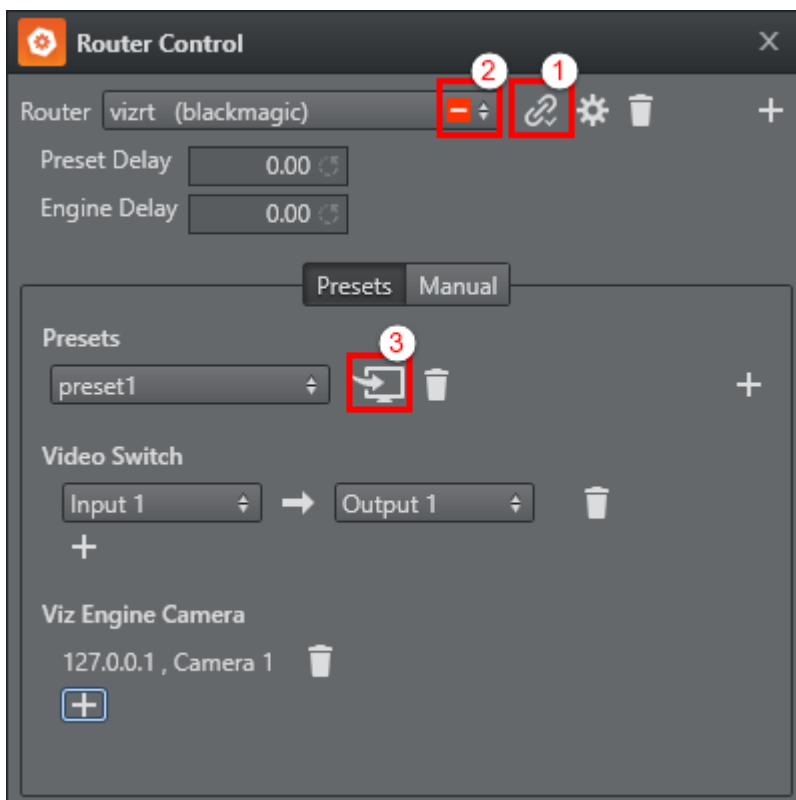 Router Control X
2 1
Router vizrt (blackmagic)
Preset Delay 0.00
Engine Delay 0.00
Presets Manual
Presets
3
preset1
Video Switch
Input 1 Output 1
Viz Engine Camera
127.0.0.1 , Camera 1